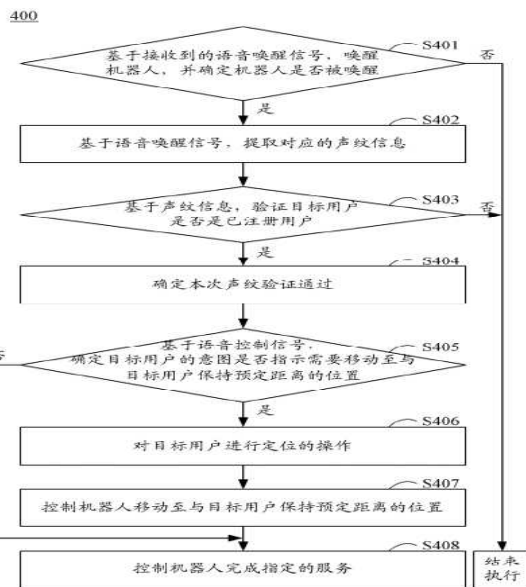 400
S401
基于接收到的语音唤醒信号，唤醒
机器人，并确定机器人是否被唤醒
否
是
S402
基于语音唤醒信号，提取对应的声纹信息
S403
基于声纹信息，验证目标用户
是否是已注册用户
否
是
S404
确定本次声纹验证通过
S405
基于语音控制信号，
确定目标用户的意图是否指示需要移动至与
目标用户保持预定距离的位置
否
是
S406
对目标用户进行定位的操作
S407
控制机器人移动至与目标用户保持预定距离的位置
S408
控制机器人完成指定的服务
结束
执行